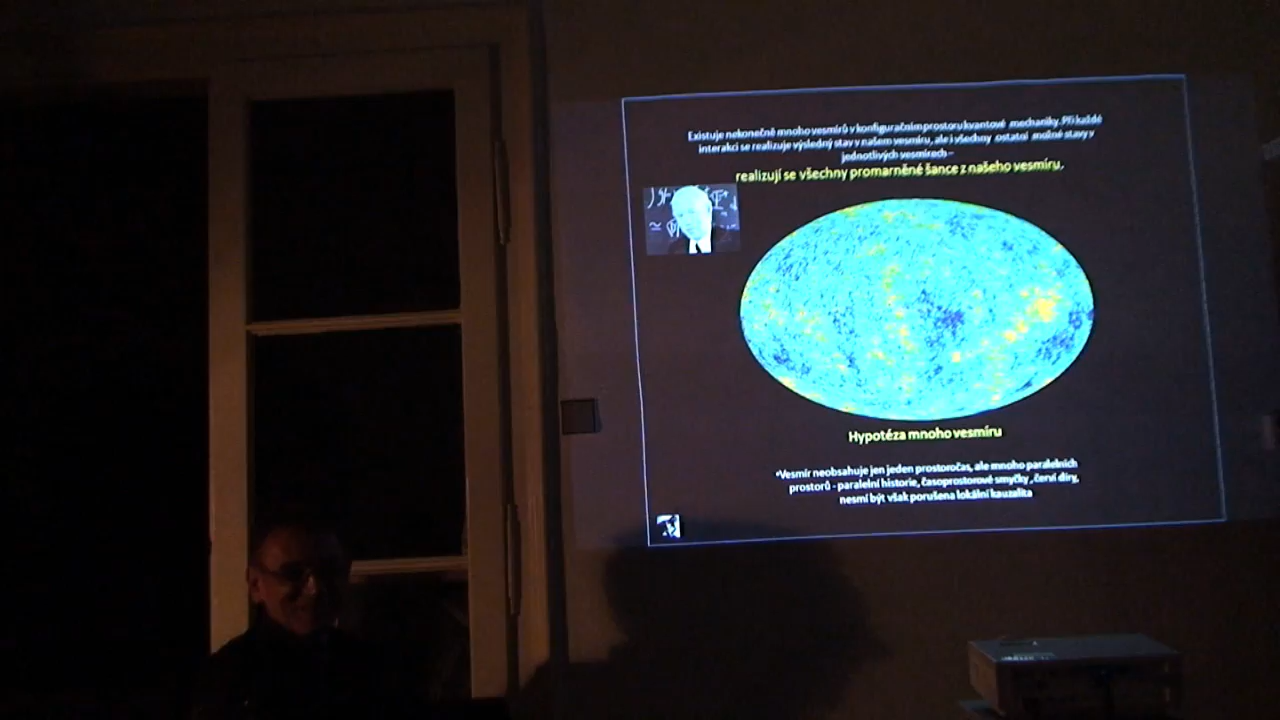 Existuje nekonečně mnoho vesmírů v konfiguračním prostoru kvantové mechaniky. Při každé
interakci se realizuje výsledný stav v našem vesmíru, ale i všechny ostatní možné stavy v
jednotlivých vesmírech –
realizují se všechny promarněné šance z našeho vesmíru.
Hypotéza mnoho vesmíru
•Vesmír neobsahuje jen jeden prostoročas, ale mnoho paralelních
prostorů - paralelní historie, časoprostorové smyčky , červí díry,
nesmí být však porušena lokální kauzalita